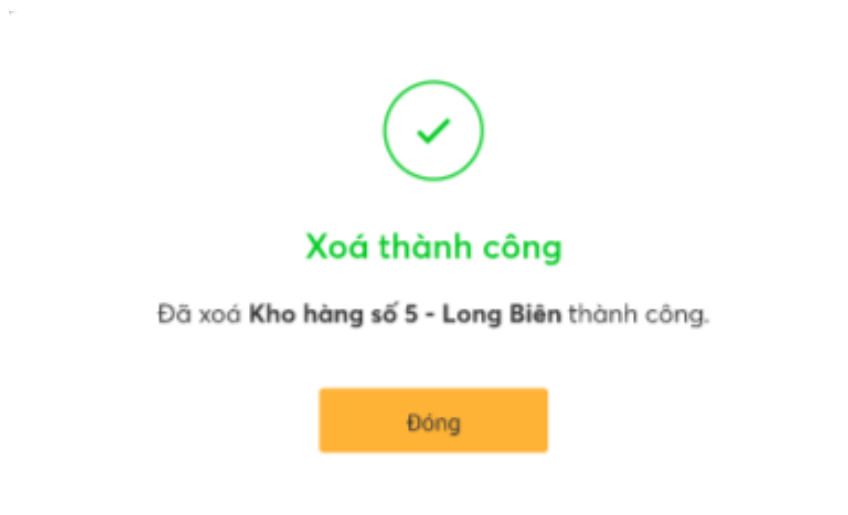 Xoá thành công
Đã xoá Kho hàng số 5 - Long Biên thành công.
Đóng